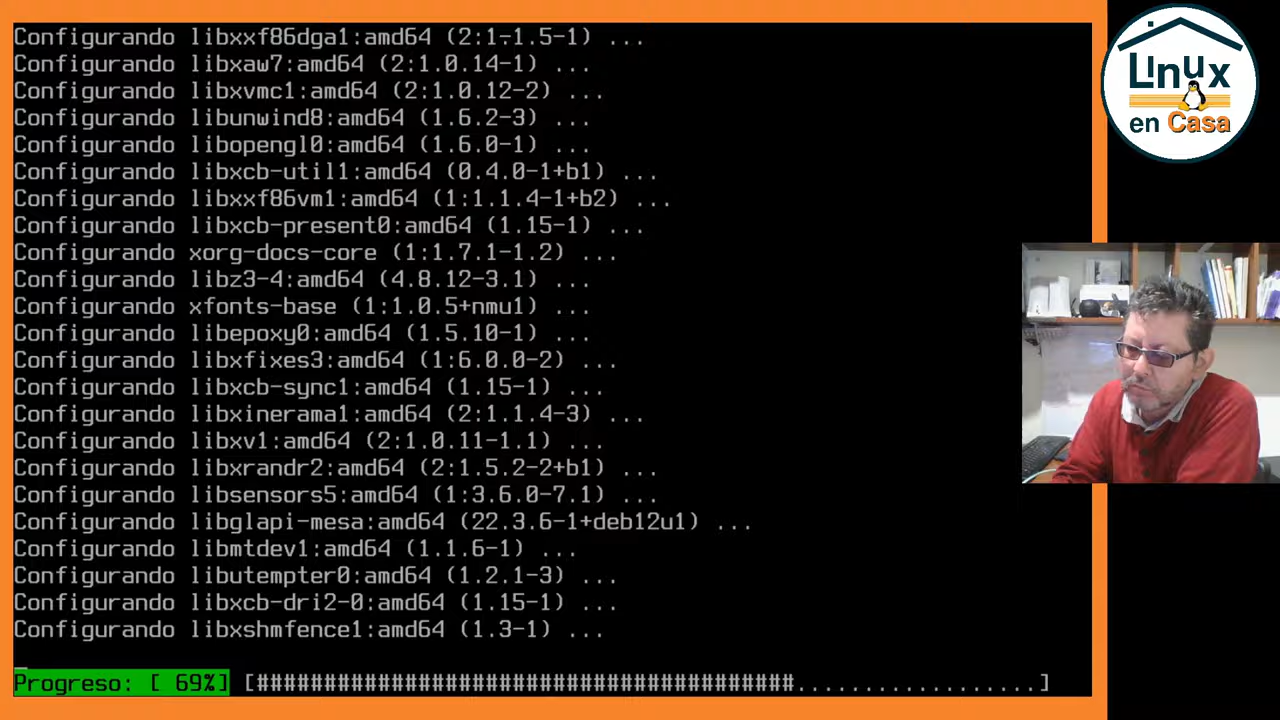 Configurando libxxf86dga1:amd64 (2:1.1.5-1) ...
Configurando libxaw7:amd64 (2:1.0.14-1) ...
Configurando libxvmc1:amd64 (2:1.0.12-2) ...
Configurando libunwind8:amd64 (1.6.2-3) ...
Configurando libopengl0:amd64 (1.6.0-1) ...
Configurando libxcb-util1:amd64 (0.4.0-1+b1) ...
Configurando libxxf86vm1:amd64 (1:1.1.4-1+b2) ...
Configurando libxcb-present0:amd64 (1.15-1) ...
Configurando xorg-docs-core (1:1.7.1-1.2) ...
Configurando libz3-4:amd64 (4.8.12-3.1) ...
Configurando xfonts-base (1:1.0.5+nmu1) ...
Configurando libepoxy0:amd64 (1.5.10-1) ...
Configurando libxfixes3:amd64 (1:6.0.0-2) ...
Configurando libxcb-sync1:amd64 (1.15-1) ...
Configurando libxinerama1:amd64 (2:1.1.4-3) ...
Configurando libxv1:amd64 (2:1.0.11-1.1) ...
Configurando libxrandr2:amd64 (2:1.5.2-2+b1) ...
Configurando libsensors5:amd64 (1:3.6.0-7.1) ...
Configurando libglapi-mesa:amd64 (22.3.6-1+deb12u1) ...
Configurando libmtdev1:amd64 (1.1.6-1) ...
Configurando libutempter0:amd64 (1.2.1-3) ...
Configurando libxcb-dri2-0:amd64 (1.15-1) ...
Configurando libxshmfence1:amd64 (1.3-1) ...
Progreso: [ 69%] [########################################..................]
Linux
en Casa